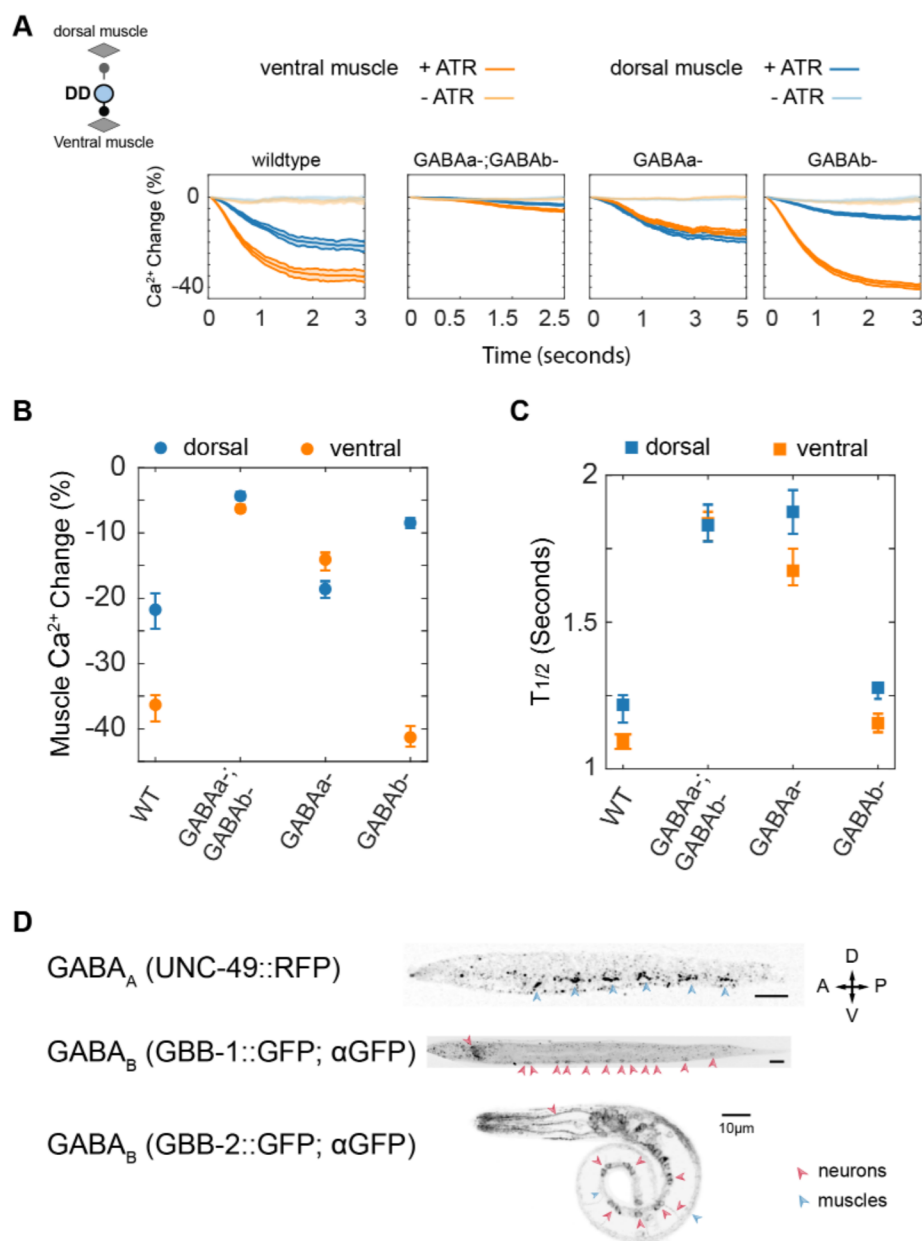 A
dorsal muscle
DD
Ventral muscle
ventral muscle + ATR
- ATR
dorsal muscle + ATR
- ATR
wildtype GABAa-;GABAb- GABAa- GABAb-
Ca²⁺ Change (%)
0
-40
0 1 2 3
0 0.5 1.5 2.5
0 1 3 5
0 1 2 3
Time (seconds)
B
dorsal ventral
Muscle Ca²⁺ Change (%)
0
-10
-20
-30
-40
WT
GABAa-;
GABAb-
GABAa-
GABAb-
C
dorsal ventral
T1/2 (Seconds)
2
1.5
1
WT
GABAa-;
GABAb-
GABAa-
GABAb-
D
GABAA (UNC-49::RFP)
D
A P
V
GABAB (GBB-1::GFP; αGFP)
GABAB (GBB-2::GFP; αGFP)
10μm
neurons
muscles